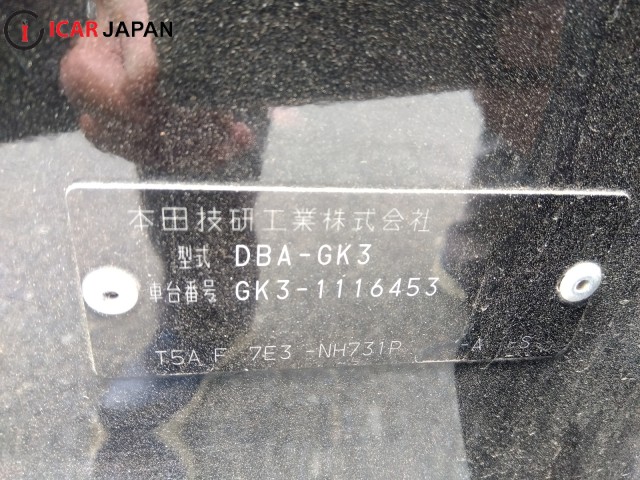 ICAR JAPAN
本田技研工業株式会社
型式 DBA-GK3
車台番号 GK3-1116453
T5A F 7E3 -NH731P -A -S